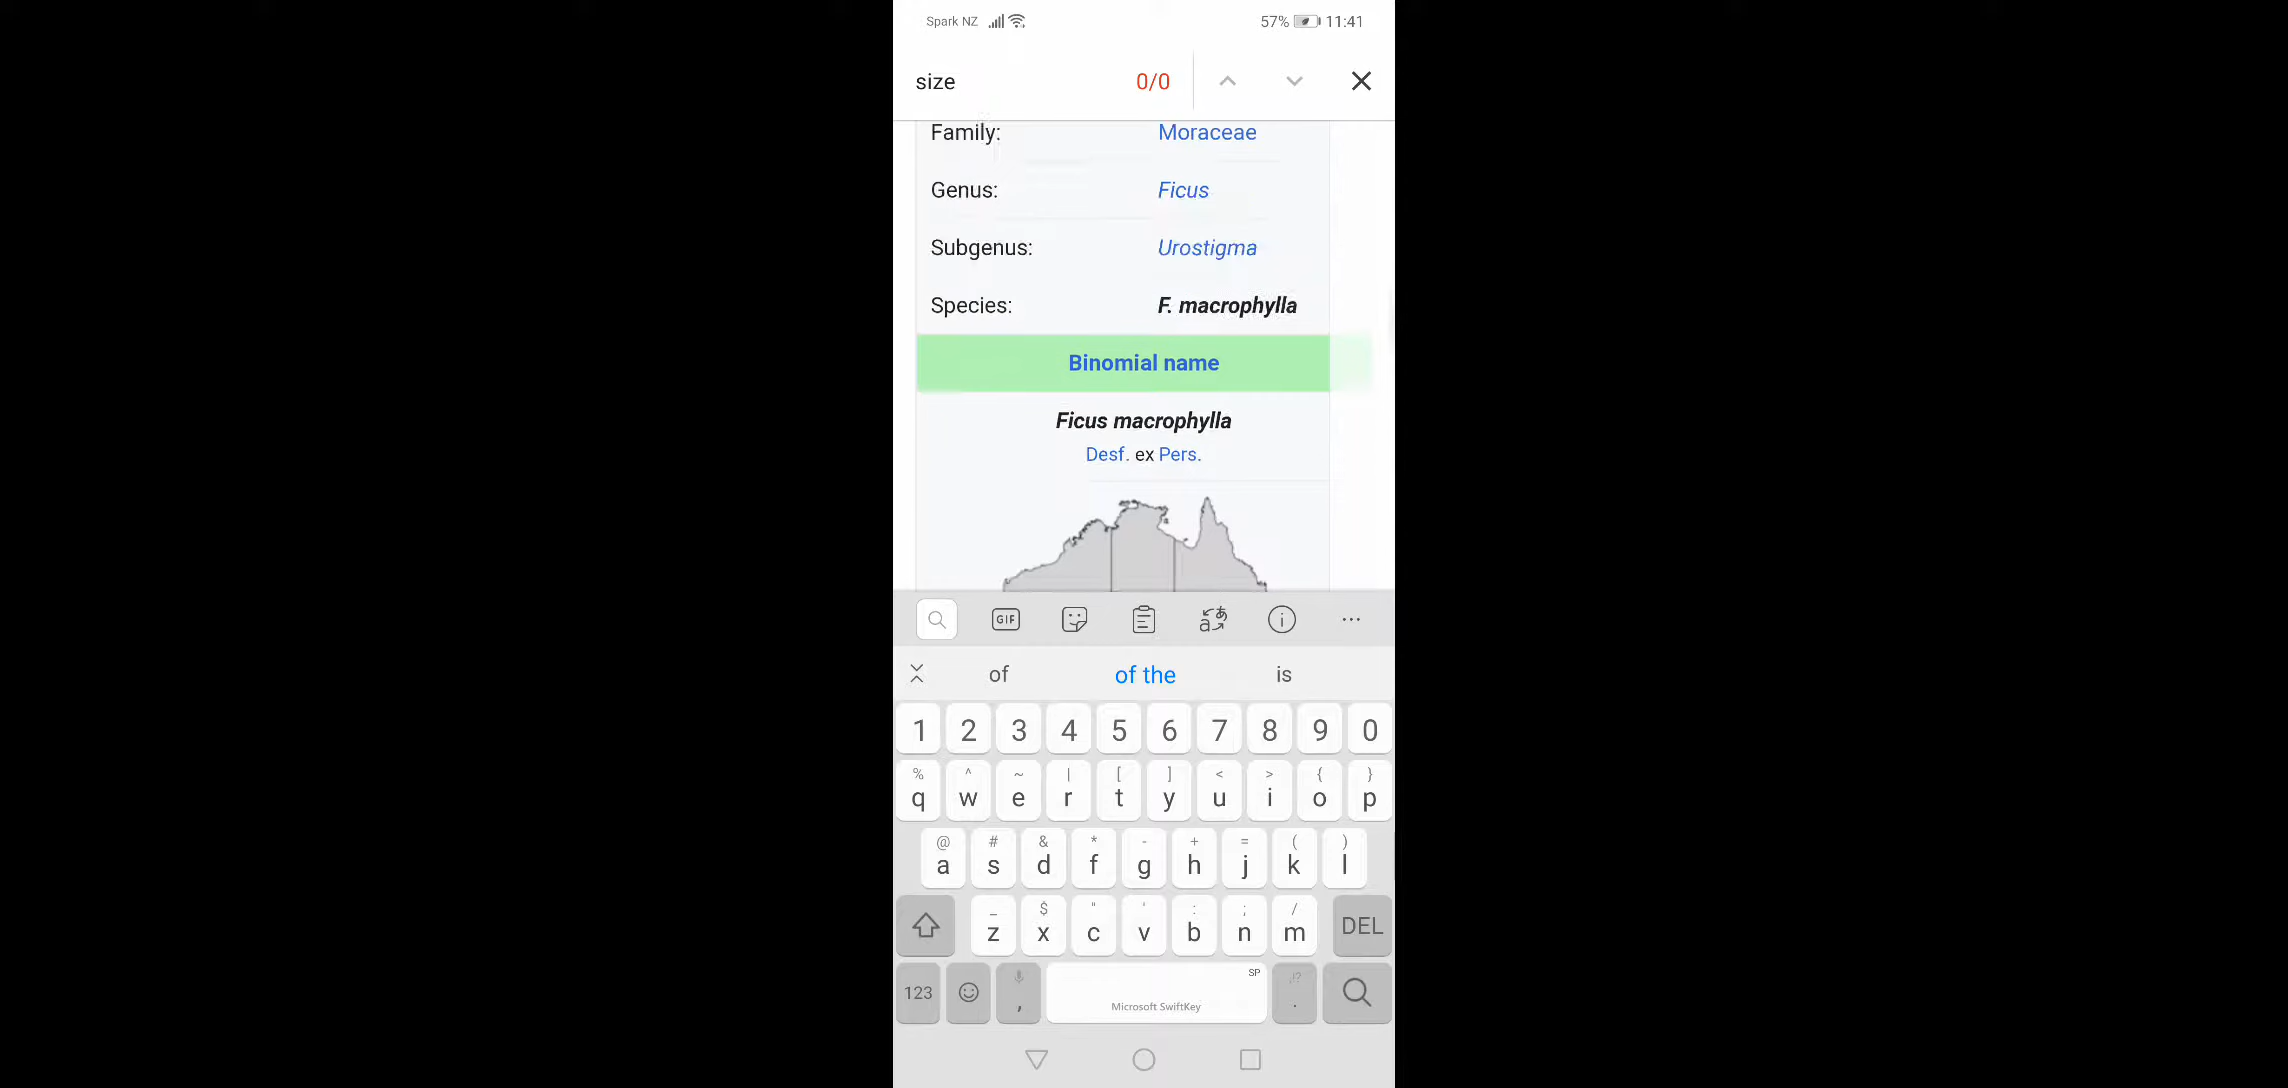 Spark NZ 57% 11:41
size 0/0
Family: Moraceae
Genus: Ficus
Subgenus: Urostigma
Species: F. macrophylla
Binomial name
Ficus macrophylla
Desf. ex Pers.
GIF
of of the is
1 2 3 4 5 6 7 8 9 0
% ^ ~ | [ ] < > { }
q w e r t y u i o p
@ # & * - + = ( )
a s d f g h j k l
_ $ " ' : ; /
z x c v b n m DEL
SP
123 , Microsoft SwiftKey .